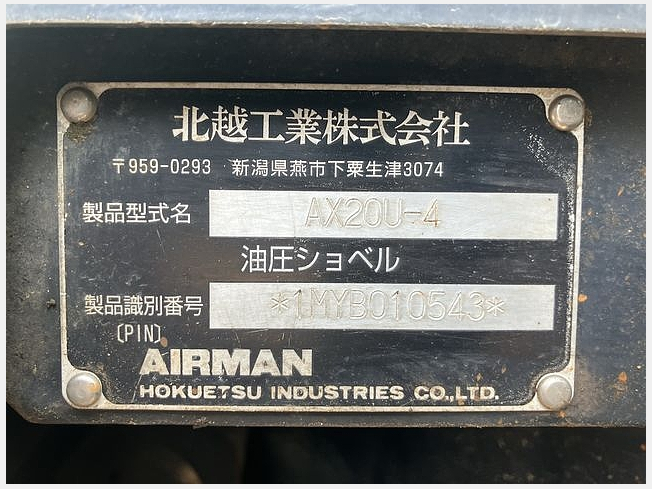 北越工業株式会社
〒959-0293 新潟県燕市下粟生津3074
製品型式名 AX20U-4
油圧ショベル
製品識別番号 *1MYB010543*
(PIN)
AIRMAN
HOKUETSU INDUSTRIES CO.,LTD.